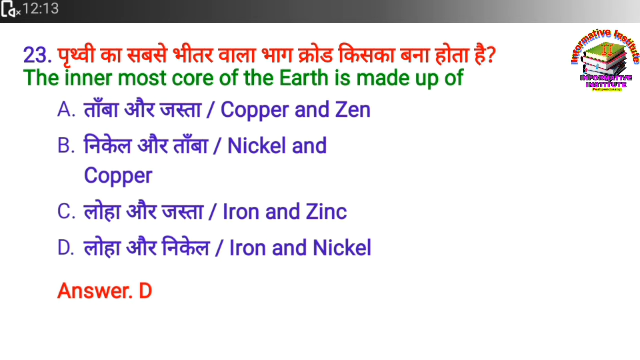 12:13
23. पृथ्वी का सबसे भीतर वाला भाग क्रोड किसका बना होता है?
The inner most core of the Earth is made up of
A. ताँबा और जस्ता / Copper and Zen
B. निकेल और ताँबा / Nickel and
Copper
C. लोहा और जस्ता / Iron and Zinc
D. लोहा और निकेल / Iron and Nickel
Answer. D
Informative Institute
INFORMATIVE
INSTITUTE